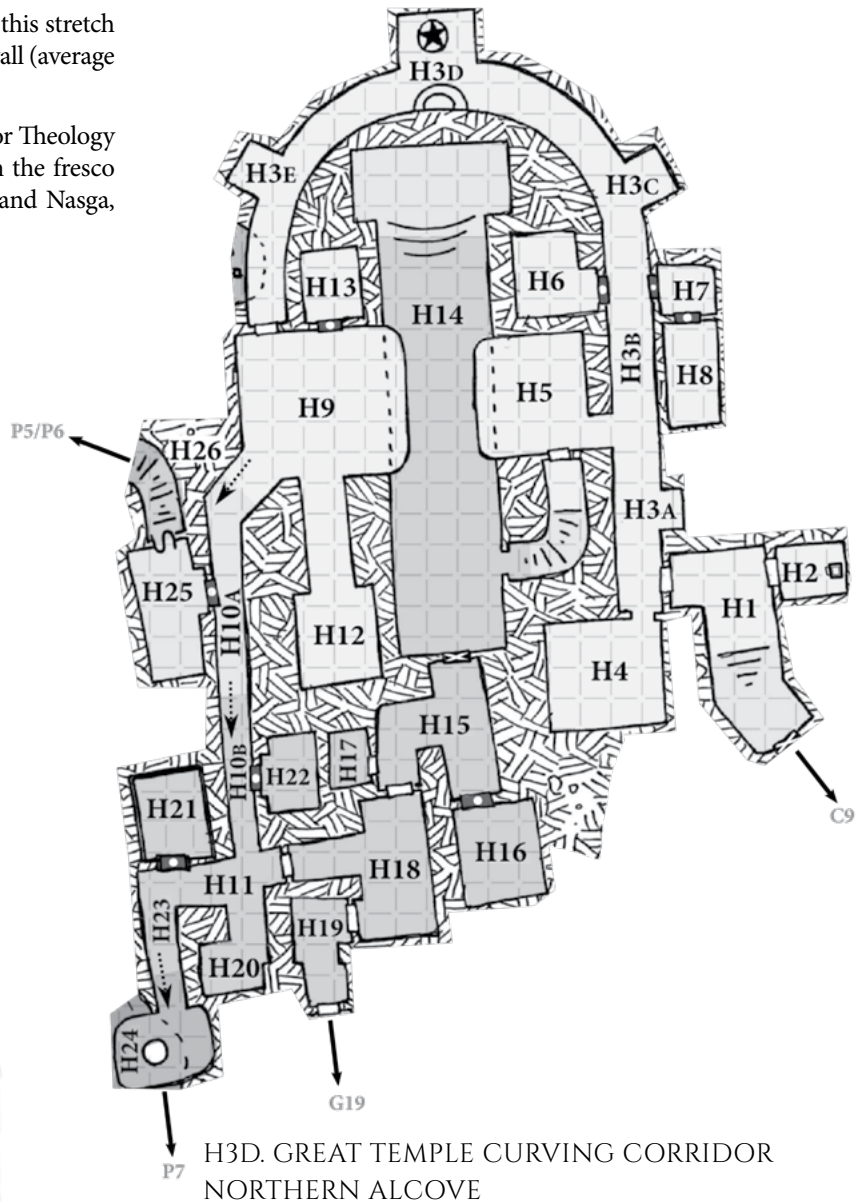 this stretch
all (average
or Theology
the fresco
and Nasga,
H3D
H3E
H3C
H13
H6
H7
H14
H3B
H8
H9
H5
P5/P6
H26
H3A
H25
H10A
H12
H1
H2
H4
H15
H10B
H22
H17
H21
C9
H11
H18
H16
H23
H19
H20
H24
G19
P7
H3D. GREAT TEMPLE CURVING CORRIDOR
NORTHERN ALCOVE